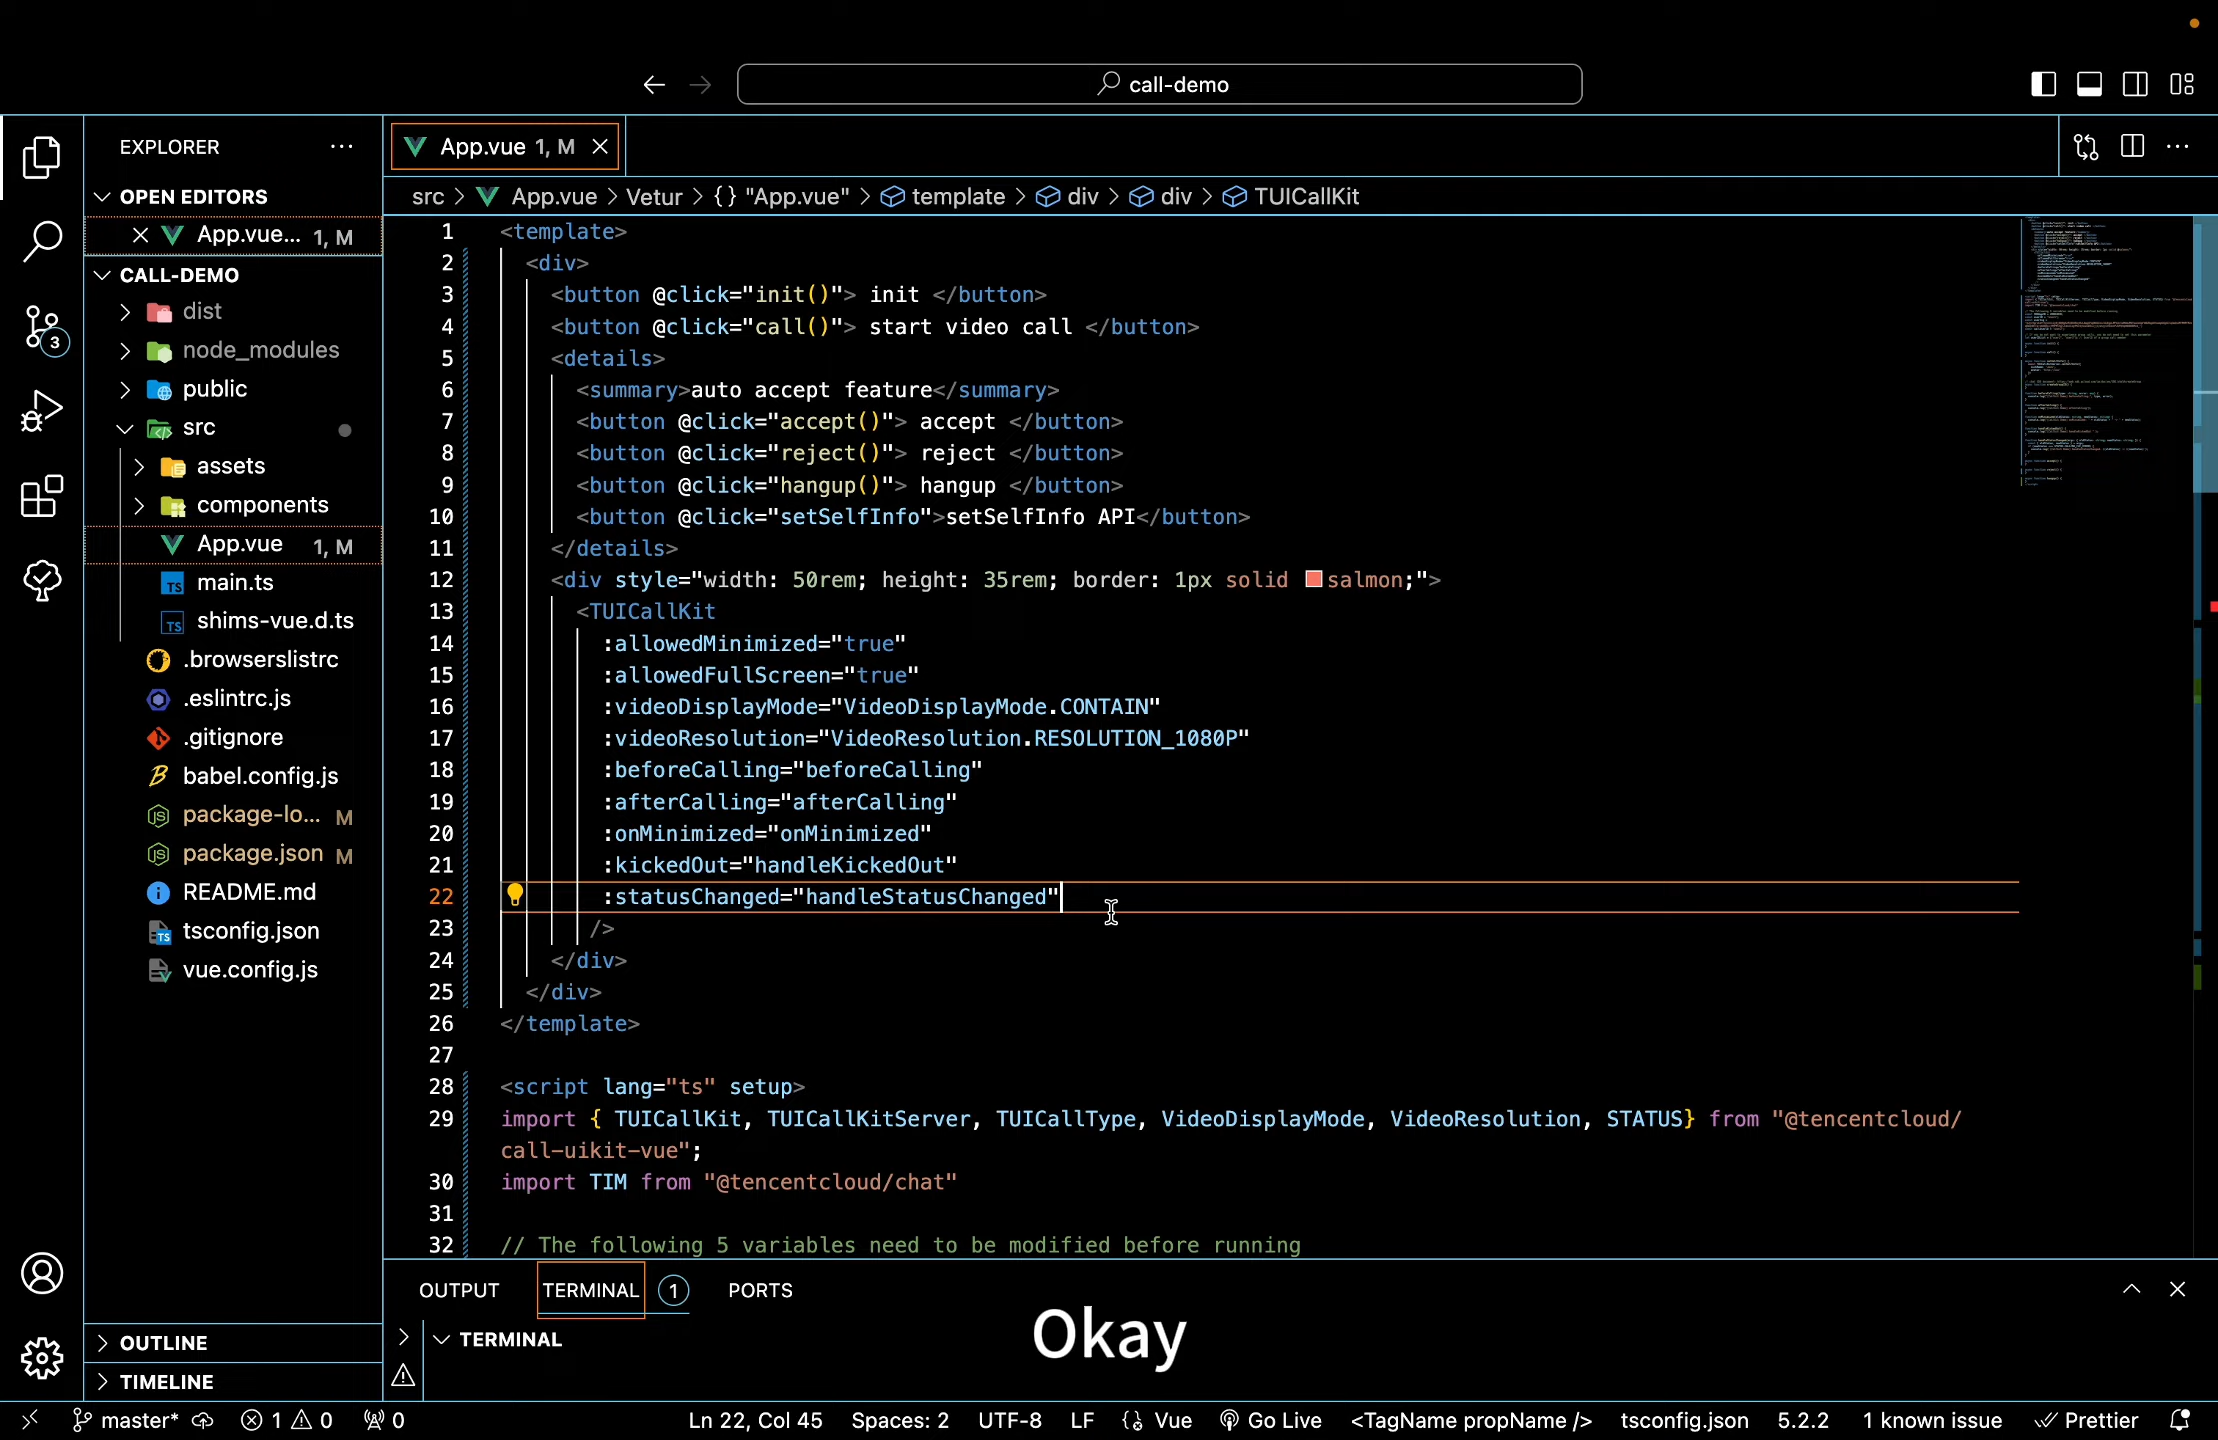 call-demo
EXPLORER
App.vue 1, M
OPEN EDITORS
App.vue... 1, M
src > App.vue > Vetur > {} "App.vue" > template > div > div > TUICallKit
CALL-DEMO
dist
node_modules
public
src
assets
components
App.vue 1, M
main.ts
shims-vue.d.ts
.browserslistrc
.eslintrc.js
.gitignore
babel.config.js
package-lo... M
package.json M
README.md
tsconfig.json
vue.config.js
OUTLINE
TIMELINE
3
1 <template>
2 <div>
3 <button @click="init()"> init </button>
4 <button @click="call()"> start video call </button>
5 <details>
6 <summary>auto accept feature</summary>
7 <button @click="accept()"> accept </button>
8 <button @click="reject()"> reject </button>
9 <button @click="hangup()"> hangup </button>
10 <button @click="setSelfInfo">setSelfInfo API</button>
11 </details>
12 <div style="width: 50rem; height: 35rem; border: 1px solid salmon;">
13 <TUICallKit
14 :allowedMinimized="true"
15 :allowedFullScreen="true"
16 :videoDisplayMode="VideoDisplayMode.CONTAIN"
17 :videoResolution="VideoResolution.RESOLUTION_1080P"
18 :beforeCalling="beforeCalling"
19 :afterCalling="afterCalling"
20 :onMinimized="onMinimized"
21 :kickedOut="handleKickedOut"
22 :statusChanged="handleStatusChanged"
23 />
24 </div>
25 </div>
26 </template>
27
28 <script lang="ts" setup>
29 import { TUICallKit, TUICallKitServer, TUICallType, VideoDisplayMode, VideoResolution, STATUS} from "@tencentcloud/
call-uikit-vue";
30 import TIM from "@tencentcloud/chat"
31
32 // The following 5 variables need to be modified before running
OUTPUT TERMINAL 1 PORTS
TERMINAL
Okay
master* 1 0 0 Ln 22, Col 45 Spaces: 2 UTF-8 LF Vue Go Live <TagName propName /> tsconfig.json 5.2.2 1 known issue Prettier